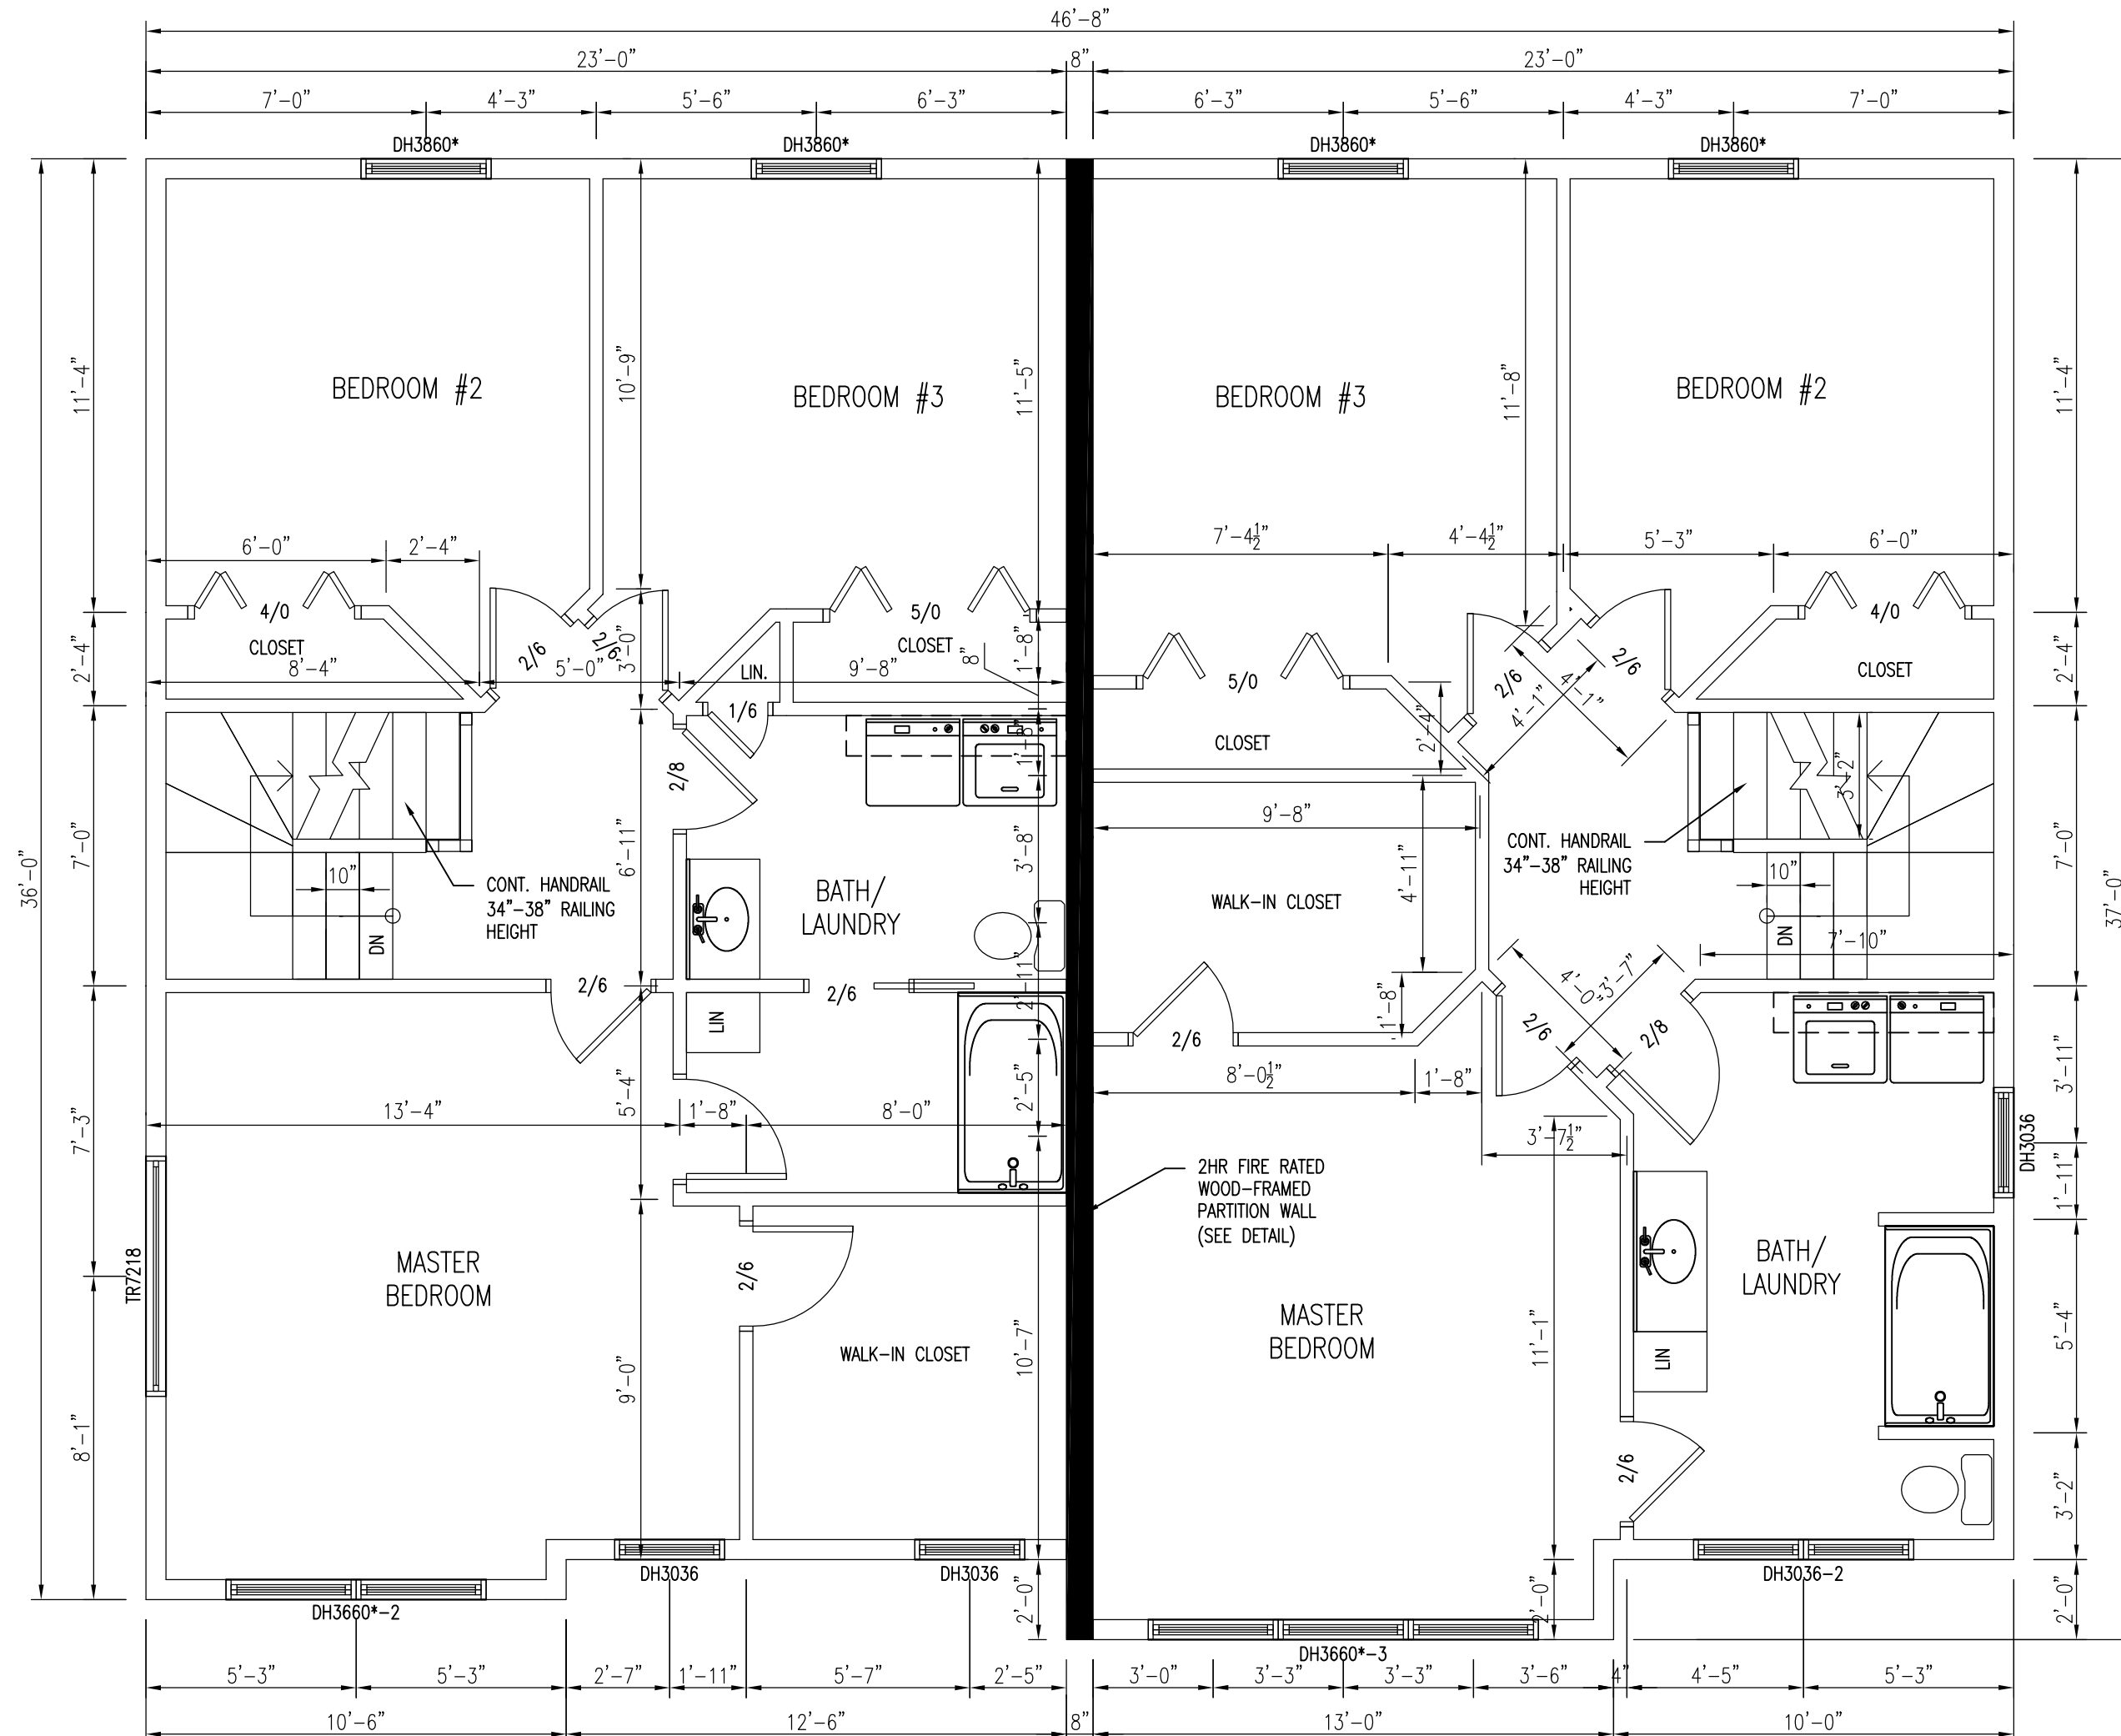 46'-8"
23'-0" 8" 23'-0"
7'-0" 4'-3" 5'-6" 6'-3" 6'-3" 5'-6" 4'-3" 7'-0"
DH3860* DH3860* DH3860* DH3860*
11'-4" 10'-9" 11'-5" 11'-8" 11'-4"
BEDROOM #2 BEDROOM #3 BEDROOM #3 BEDROOM #2
7'-4½" 4'-4½" 5'-3" 6'-0"
6'-0" 2'-4"
4/0 5/0 4/0
CLOSET CLOSET
2/6 2/6 3'-0" 8" 1'-8"
2'-4" 8'-4" 5'-0" LIN. 9'-8" 5/0 2/6 2/6 CLOSET 2'-4"
4'-1" 4'-1"
1/6 CLOSET 2'-4"
2/8 3'-2"
9'-8"
36'-0" 7'-0" 10" 6'-11" 3'-8" 4'-11" 10" 7'-0" 37'-0"
CONT. HANDRAIL
34"-38" RAILING
HEIGHT
CONT. HANDRAIL
34"-38" RAILING
HEIGHT
BATH/
LAUNDRY
WALK-IN CLOSET
DN DN 7'-10"
2/6 2/6 2'-11" 4'-0" 3'-7"
LIN 1'-8" 2/6 2/6 2/8 3'-11"
8'-0½" 1'-8"
7'-3" 13'-4" 5'-4" 1'-8" 8'-0" 2'-5" 3'-7½" DH3036
2HR FIRE RATED
WOOD-FRAMED
PARTITION WALL
(SEE DETAIL)
1'-11"
TR7218
MASTER
BEDROOM
2/6
BATH/
LAUNDRY
MASTER
BEDROOM
WALK-IN CLOSET
LIN 5'-4"
8'-1" 9'-0" 10'-7" 11'-1"
2/6 3'-2"
DH3660*-2 DH3036 DH3036 DH3036-2
2'-0" 2'-0" 2'-0"
DH3660*-3
5'-3" 5'-3" 2'-7" 1'-11" 5'-7" 2'-5" 3'-0" 3'-3" 3'-3" 3'-6" 4" 4'-5" 5'-3"
10'-6" 12'-6" 8" 13'-0" 10'-0"